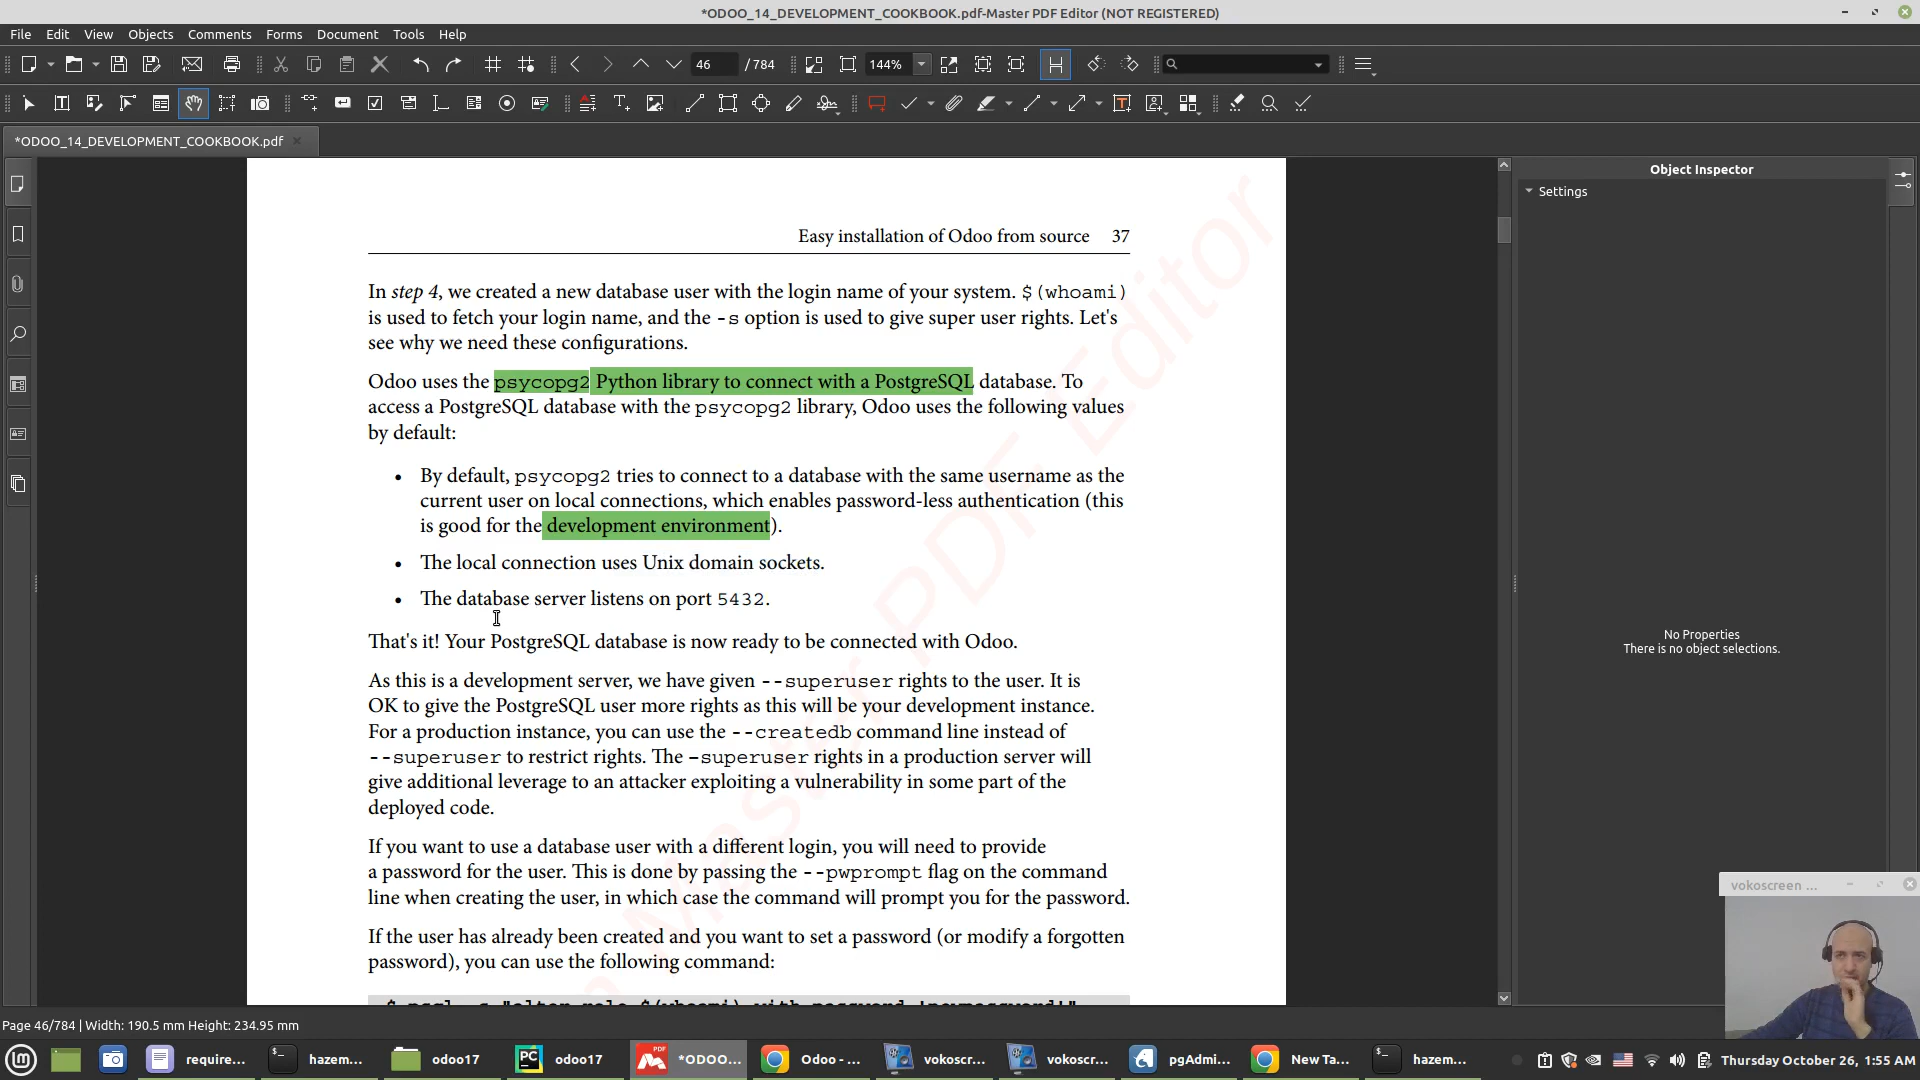 *ODOO_14_DEVELOPMENT_COOKBOOK.pdf-Master PDF Editor (NOT REGISTERED)
File Edit View Objects Comments Forms Document Tools Help
46 / 784 144%
*ODOO_14_DEVELOPMENT_COOKBOOK.pdf
Object Inspector
Settings
No Properties
There is no object selections.
Easy installation of Odoo from source 37
In step 4, we created a new database user with the login name of your system. $(whoami)
is used to fetch your login name, and the -s option is used to give super user rights. Let's
see why we need these configurations.
Odoo uses the psycopg2 Python library to connect with a PostgreSQL database. To
access a PostgreSQL database with the psycopg2 library, Odoo uses the following values
by default:
• By default, psycopg2 tries to connect to a database with the same username as the
current user on local connections, which enables password-less authentication (this
is good for the development environment).
• The local connection uses Unix domain sockets.
• The database server listens on port 5432.
That's it! Your PostgreSQL database is now ready to be connected with Odoo.
As this is a development server, we have given --superuser rights to the user. It is
OK to give the PostgreSQL user more rights as this will be your development instance.
For a production instance, you can use the --createdb command line instead of
--superuser to restrict rights. The –superuser rights in a production server will
give additional leverage to an attacker exploiting a vulnerability in some part of the
deployed code.
If you want to use a database user with a different login, you will need to provide
a password for the user. This is done by passing the --pwprompt flag on the command
line when creating the user, in which case the command will prompt you for the password.
If the user has already been created and you want to set a password (or modify a forgotten
password), you can use the following command:
Master PDF Editor
vokoscreen ...
Page 46/784 | Width: 190.5 mm Height: 234.95 mm
require... hazem... odoo17 odoo17 *ODOO... Odoo - ... vokoscr... vokoscr... pgAdmi... New Ta... hazem... Thursday October 26, 1:55 AM